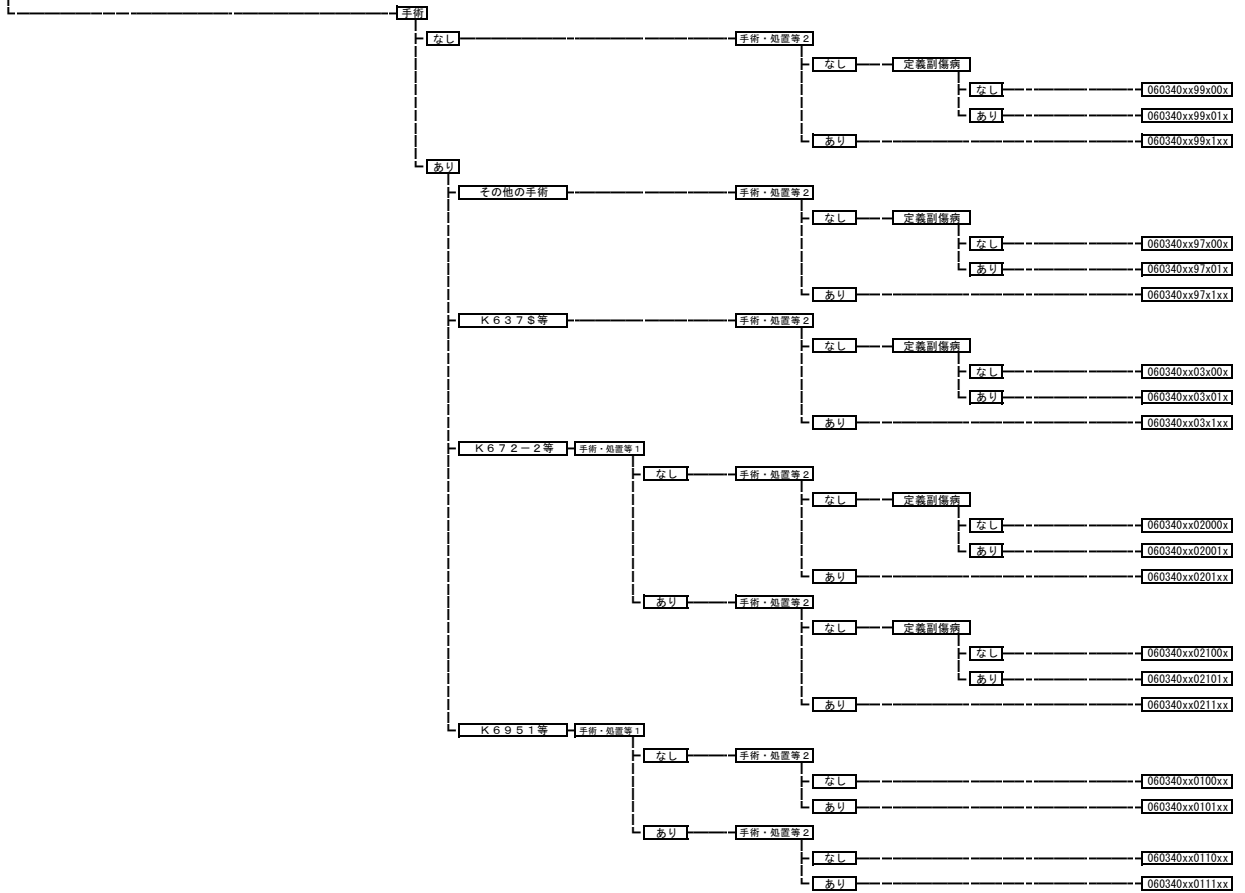 手術
なし 手術・処置等２
なし 定義副傷病
なし 060340xx99x00x
あり 060340xx99x01x
あり 060340xx99x1xx
あり
その他の手術 手術・処置等２
なし 定義副傷病
なし 060340xx97x00x
あり 060340xx97x01x
あり 060340xx97x1xx
Ｋ６３７＄等 手術・処置等２
なし 定義副傷病
なし 060340xx03x00x
あり 060340xx03x01x
あり 060340xx03x1xx
Ｋ６７２－２等 手術・処置等１
なし 手術・処置等２
なし 定義副傷病
なし 060340xx02000x
あり 060340xx02001x
あり 060340xx0201xx
あり 手術・処置等２
なし 定義副傷病
なし 060340xx02100x
あり 060340xx02101x
あり 060340xx0211xx
Ｋ６９５１等 手術・処置等１
なし 手術・処置等２
なし 060340xx0100xx
あり 060340xx0101xx
あり 手術・処置等２
なし 060340xx0110xx
あり 060340xx0111xx